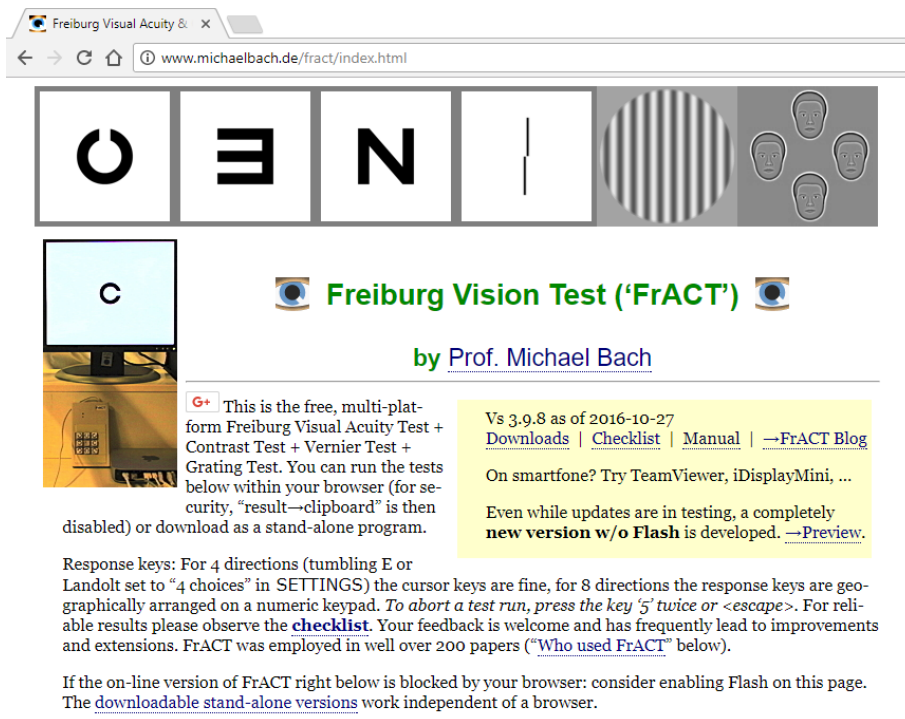 Freiburg Visual Acuity &
www.michaelbach.de/fract/index.html
C E N
C
Freiburg Vision Test (‘FrACT’)
by Prof. Michael Bach
G+ This is the free, multi-plat-
form Freiburg Visual Acuity Test +
Contrast Test + Vernier Test +
Grating Test. You can run the tests
below within your browser (for se-
curity, “result→clipboard” is then
disabled) or download as a stand-alone program.
Vs 3.9.8 as of 2016-10-27
Downloads | Checklist | Manual | →FrACT Blog
On smartfone? Try TeamViewer, iDisplayMini, ...
Even while updates are in testing, a completely
new version w/o Flash is developed. →Preview.
Response keys: For 4 directions (tumbling E or
Landolt set to “4 choices” in SETTINGS) the cursor keys are fine, for 8 directions the response keys are geo-
graphically arranged on a numeric keypad. To abort a test run, press the key ‘5’ twice or <escape>. For reli-
able results please observe the checklist. Your feedback is welcome and has frequently lead to improvements
and extensions. FrACT was employed in well over 200 papers (“Who used FrACT” below).
If the on-line version of FrACT right below is blocked by your browser: consider enabling Flash on this page.
The downloadable stand-alone versions work independent of a browser.